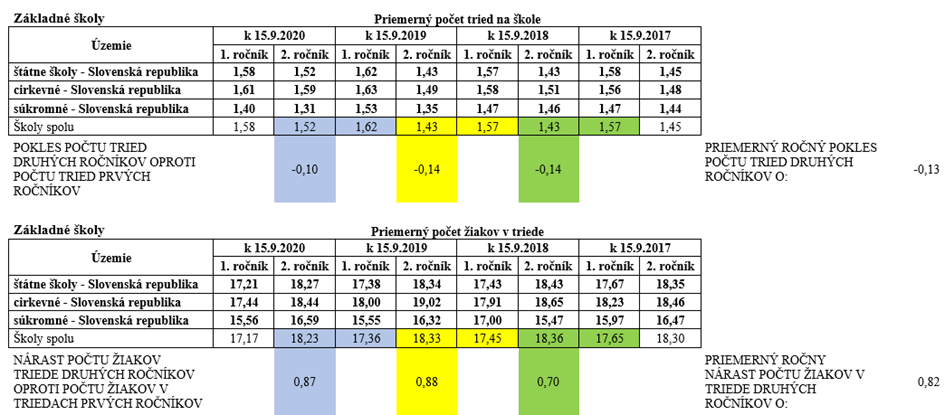 Základné školy Priemerný počet tried na škole
Územie k 15.9.2020 k 15.9.2019 k 15.9.2018 k 15.9.2017
1. ročník 2. ročník 1. ročník 2. ročník 1. ročník 2. ročník 1. ročník 2. ročník
štátne školy - Slovenská republika 1,58 1,52 1,62 1,43 1,57 1,43 1,58 1,45
cirkevné - Slovenská republika 1,61 1,59 1,63 1,49 1,58 1,51 1,56 1,48
súkromné - Slovenská republika 1,40 1,31 1,53 1,35 1,47 1,46 1,47 1,44
Školy spolu 1,58 1,52 1,62 1,43 1,57 1,43 1,57 1,45
POKLES POČTU TRIED
DRUHÝCH ROČNÍKOV OPROTI
POČTU TRIED PRVÝCH
ROČNÍKOV
-0,10 -0,14 -0,14
PRIEMERNÝ ROČNÝ POKLES
POČTU TRIED DRUHÝCH
ROČNÍKOV O:
-0,13
Základné školy Priemerný počet žiakov v triede
Územie k 15.9.2020 k 15.9.2019 k 15.9.2018 k 15.9.2017
1. ročník 2. ročník 1. ročník 2. ročník 1. ročník 2. ročník 1. ročník 2. ročník
štátne školy - Slovenská republika 17,21 18,27 17,38 18,34 17,43 18,43 17,67 18,35
cirkevné - Slovenská republika 17,44 18,44 18,00 19,02 17,91 18,65 18,23 18,46
súkromné - Slovenská republika 15,56 16,59 15,55 16,32 17,00 15,47 15,97 16,47
Školy spolu 17,17 18,23 17,36 18,33 17,45 18,36 17,65 18,30
NÁRAST POČTU ŽIAKOV
TRIEDE DRUHÝCH ROČNÍKOV
OPROTI POČTU ŽIAKOV V
TRIEDACH PRVÝCH ROČNÍKOV
0,87 0,88 0,70
PRIEMERNÝ ROČNY
NÁRAST POČTU ŽIAKOV V
TRIEDE DRUHÝCH
ROČNÍKOV O:
0,82